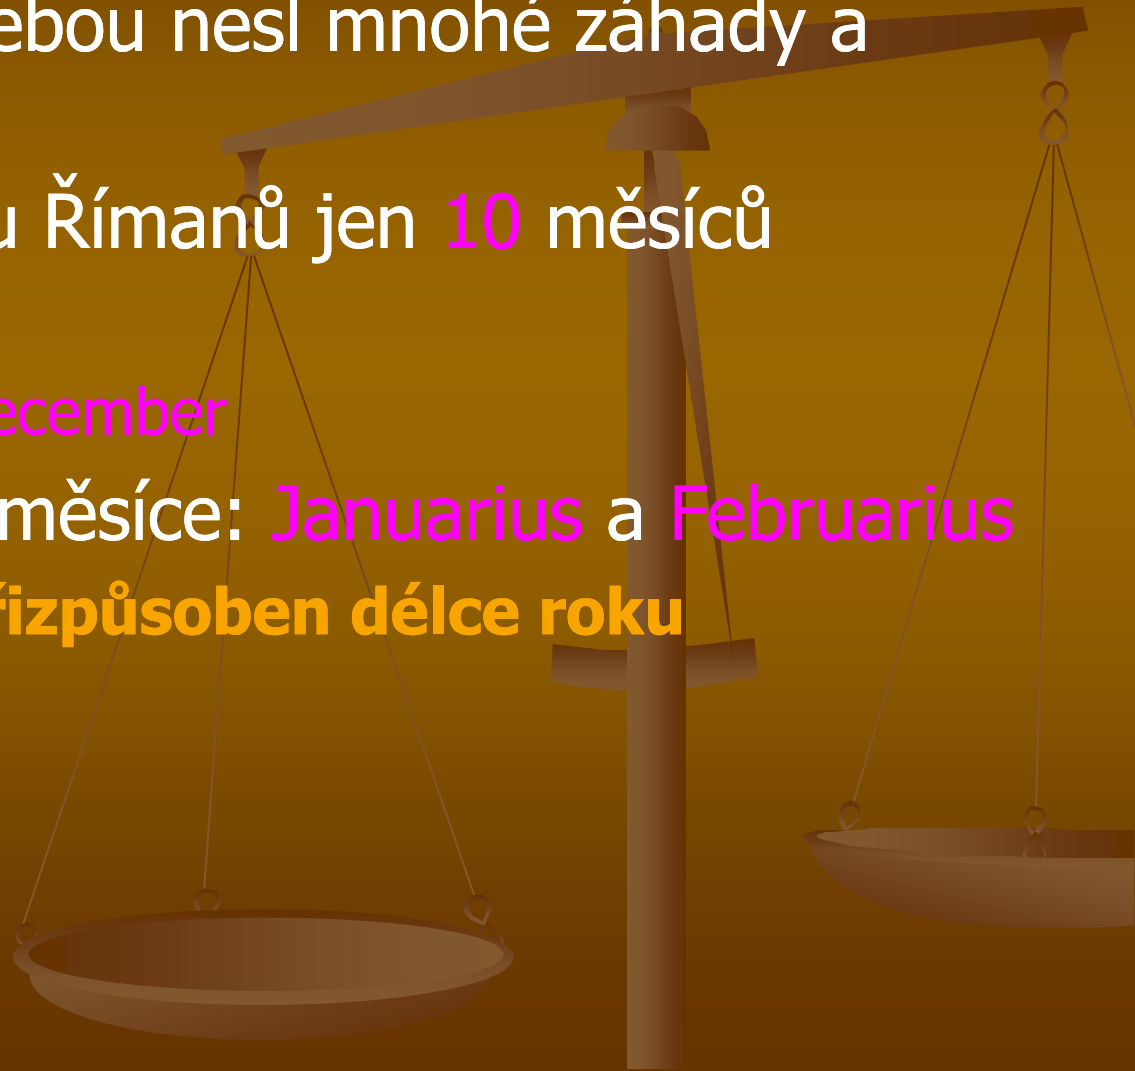 ebou nesl mnohé záhady a
u Římanů jen 10 měsíců
ecember
měsíce: Januarius a Februarius
řizpůsoben délce roku